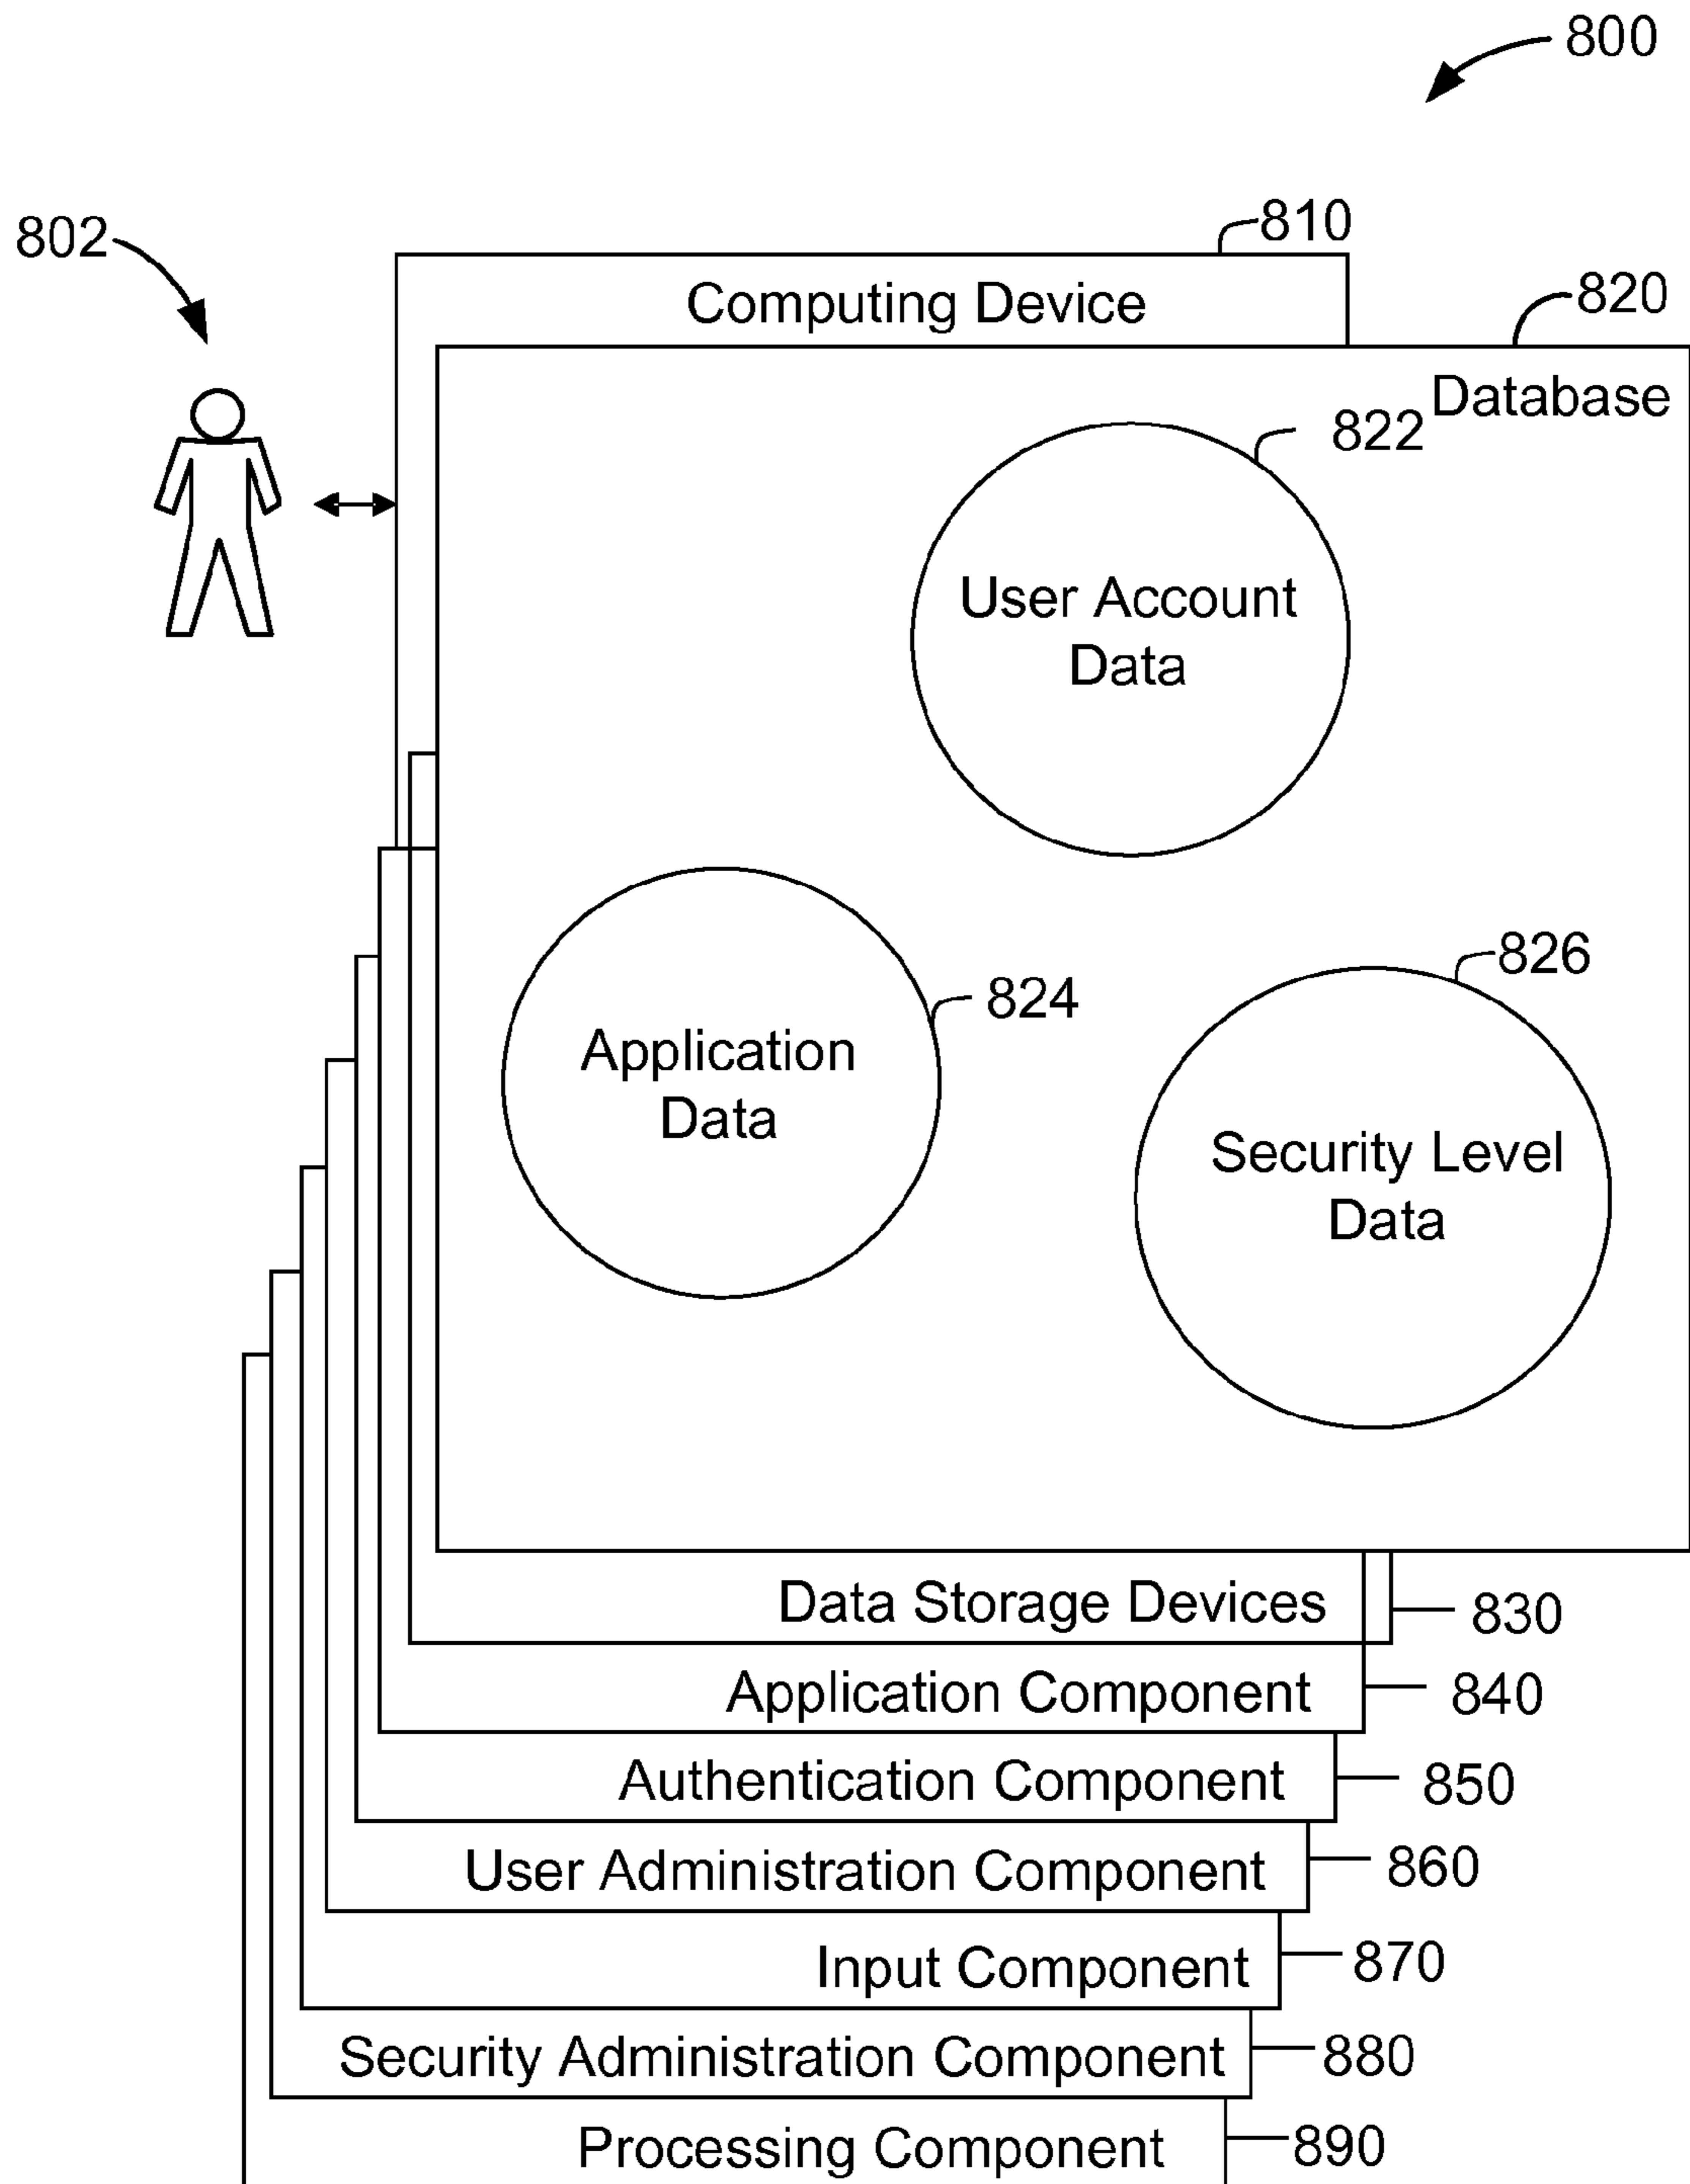 800
802
810
Computing Device
820
Database
822
User Account
Data
826
824
Application
Data
Security Level
Data
Data Storage Devices
830
Application Component
840
Authentication Component
850
User Administration Component
860
Input Component
870
Security Administration Component
880
Processing Component
890